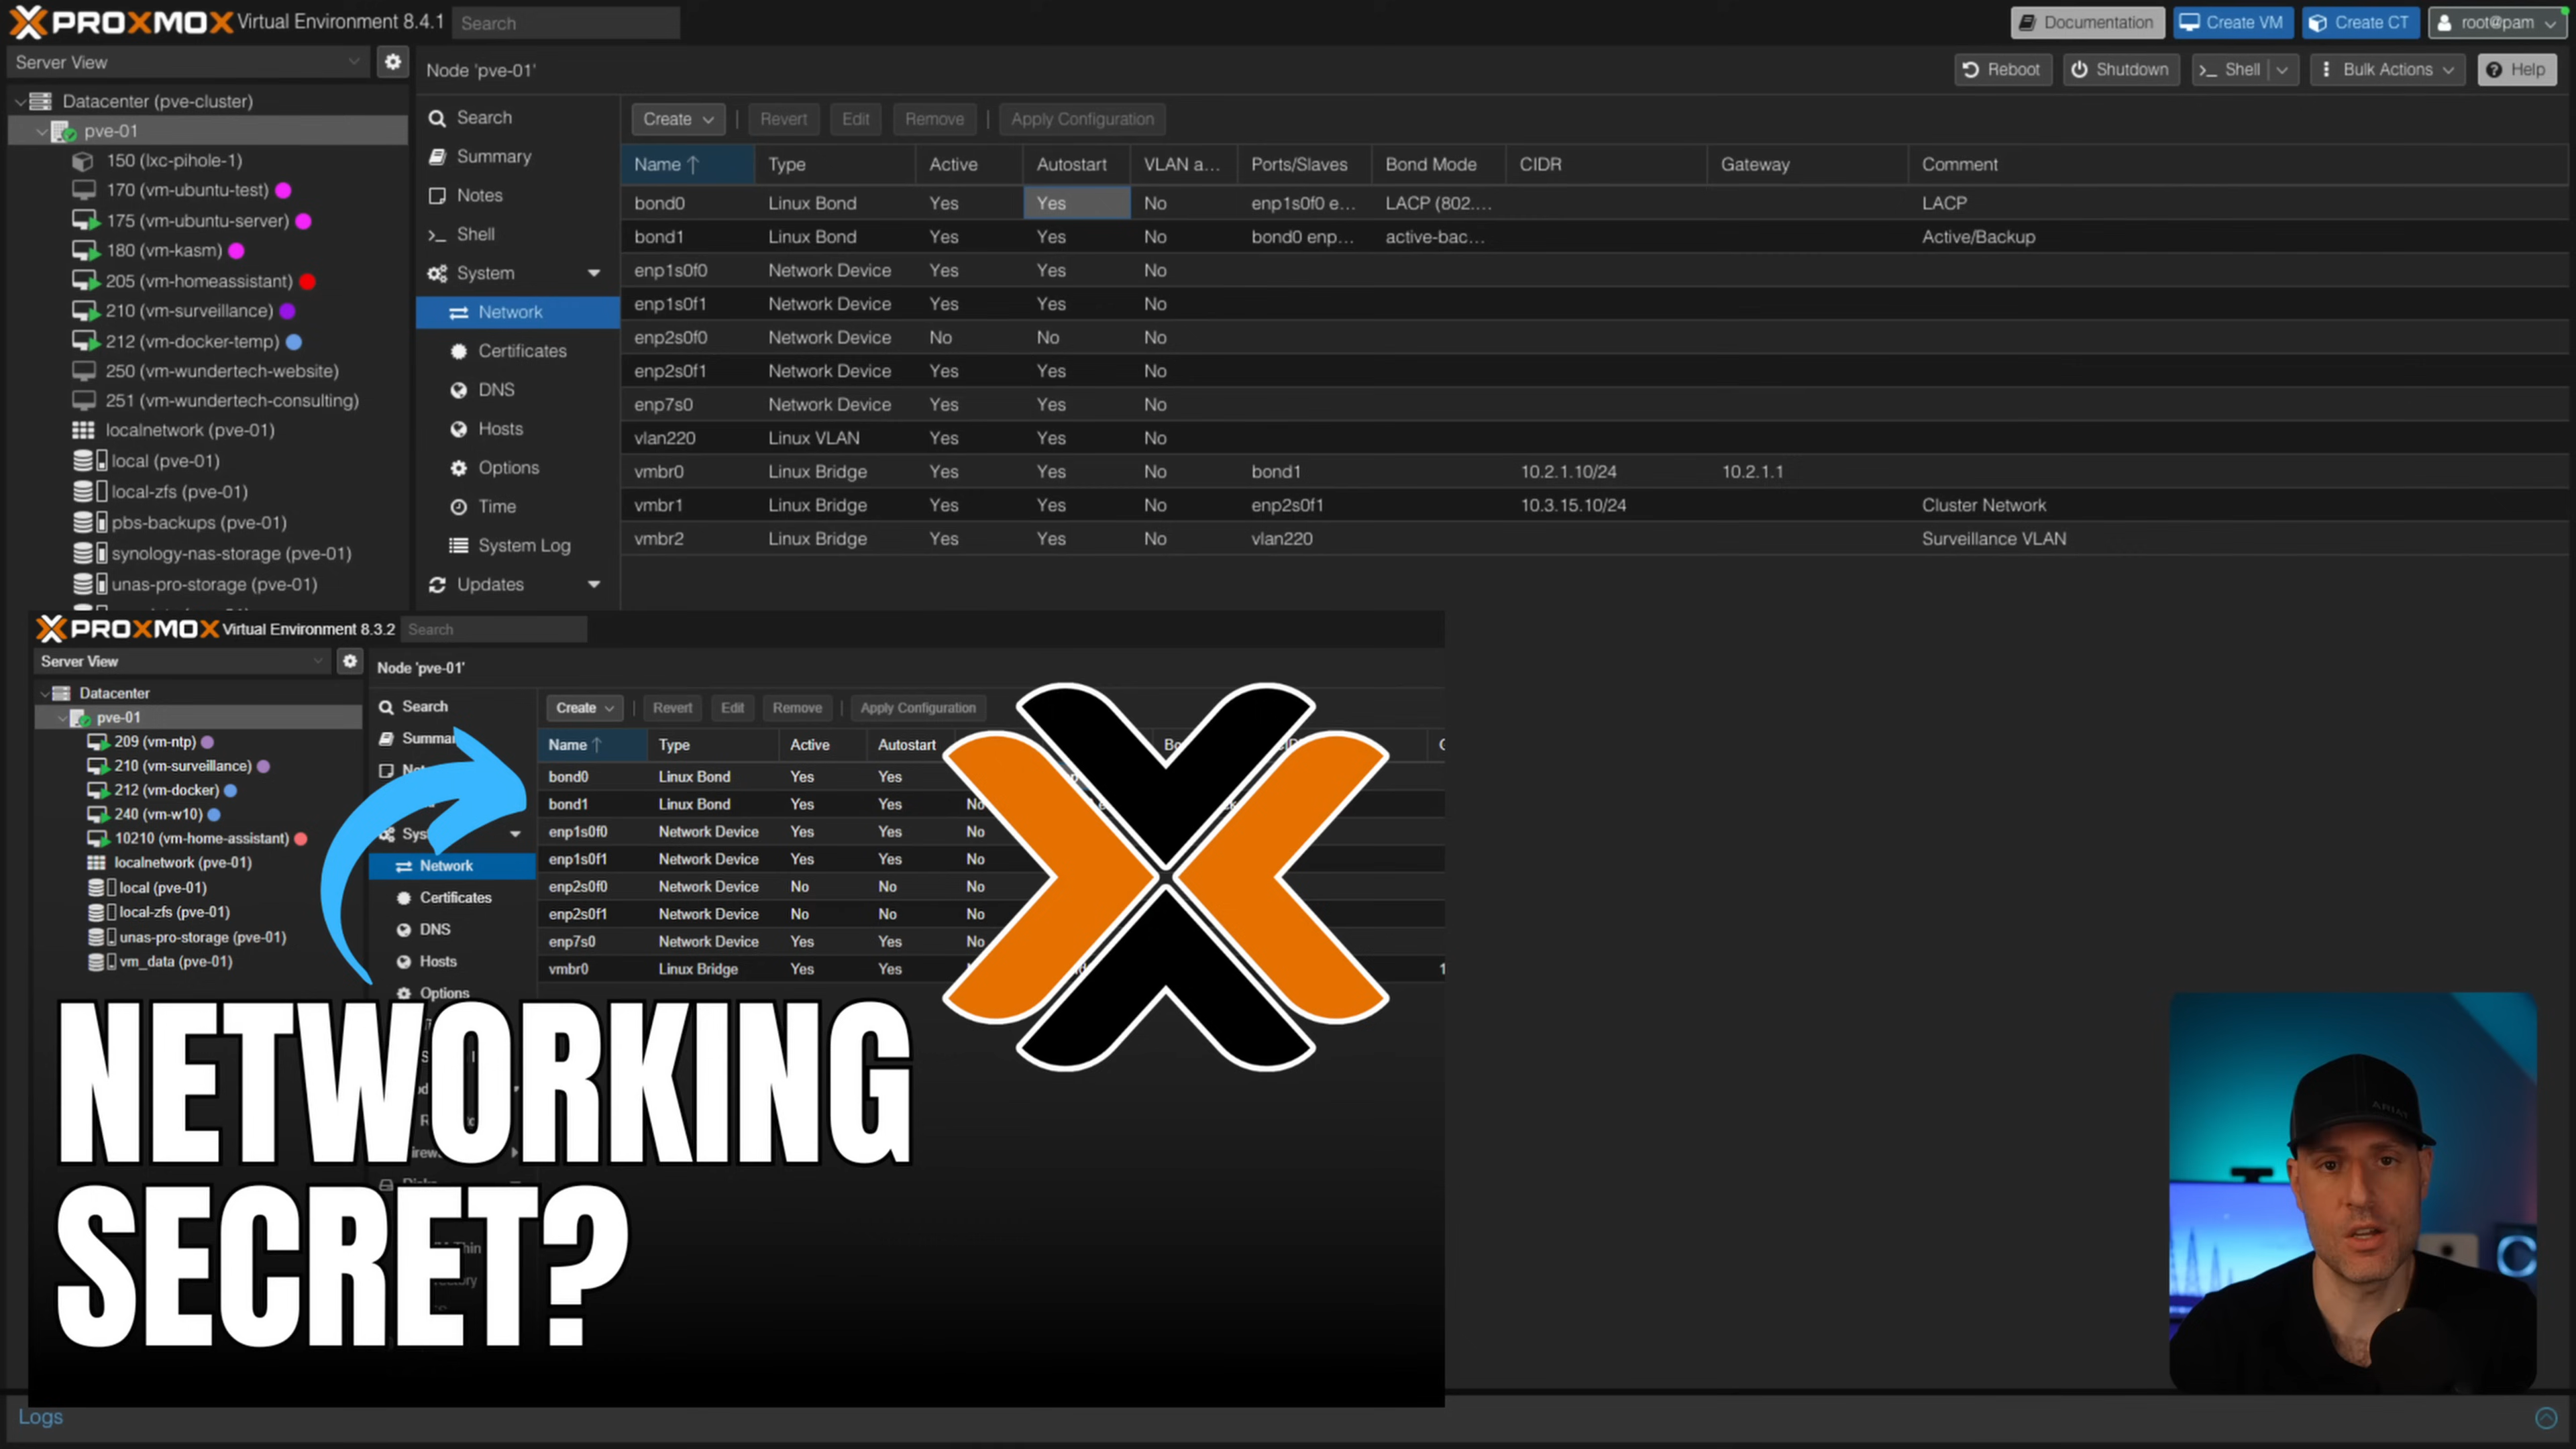 PROXMOX Virtual Environment 8.4.1 Search Documentation Create VM Create CT root@pam
Server View Node 'pve-01' Reboot Shutdown Shell Bulk Actions Help
Datacenter (pve-cluster)
pve-01
150 (lxc-pihole-1)
170 (vm-ubuntu-test)
175 (vm-ubuntu-server)
180 (vm-kasm)
205 (vm-homeassistant)
210 (vm-surveillance)
212 (vm-docker-temp)
250 (vm-wundertech-website)
251 (vm-wundertech-consulting)
localnetwork (pve-01)
local (pve-01)
local-zfs (pve-01)
pbs-backups (pve-01)
synology-nas-storage (pve-01)
unas-pro-storage (pve-01)
Search
Summary
Notes
Shell
System
Network
Certificates
DNS
Hosts
Options
Time
System Log
Updates
Create Revert Edit Remove Apply Configuration
Name ↑ Type Active Autostart VLAN a... Ports/Slaves Bond Mode CIDR Gateway Comment
bond0 Linux Bond Yes Yes No enp1s0f0 e... LACP (802.... LACP
bond1 Linux Bond Yes Yes No bond0 enp... active-bac... Active/Backup
enp1s0f0 Network Device Yes Yes No
enp1s0f1 Network Device Yes Yes No
enp2s0f0 Network Device No No No
enp2s0f1 Network Device Yes Yes No
enp7s0 Network Device Yes Yes No
vlan220 Linux VLAN Yes Yes No
vmbr0 Linux Bridge Yes Yes No bond1 10.2.1.10/24 10.2.1.1
vmbr1 Linux Bridge Yes Yes No enp2s0f1 10.3.15.10/24 Cluster Network
vmbr2 Linux Bridge Yes Yes No vlan220 Surveillance VLAN
PROXMOX Virtual Environment 8.3.2 Search
Server View Node 'pve-01'
Datacenter
pve-01
209 (vm-ntp)
210 (vm-surveillance)
212 (vm-docker)
240 (vm-w10)
10210 (vm-home-assistant)
localnetwork (pve-01)
local (pve-01)
local-zfs (pve-01)
unas-pro-storage (pve-01)
vm_data (pve-01)
Search
Network
Certificates
DNS
Hosts
Options
Create Revert Edit Remove Apply Configuration
Name ↑ Type Active Autostart
bond0 Linux Bond Yes Yes
bond1 Linux Bond Yes Yes No
enp1s0f0 Network Device Yes Yes No
enp1s0f1 Network Device Yes Yes No
enp2s0f0 Network Device No No No
enp2s0f1 Network Device No No No
enp7s0 Network Device Yes Yes No
vmbr0 Linux Bridge Yes Yes
NETWORKING
SECRET?
ARIAT
Logs